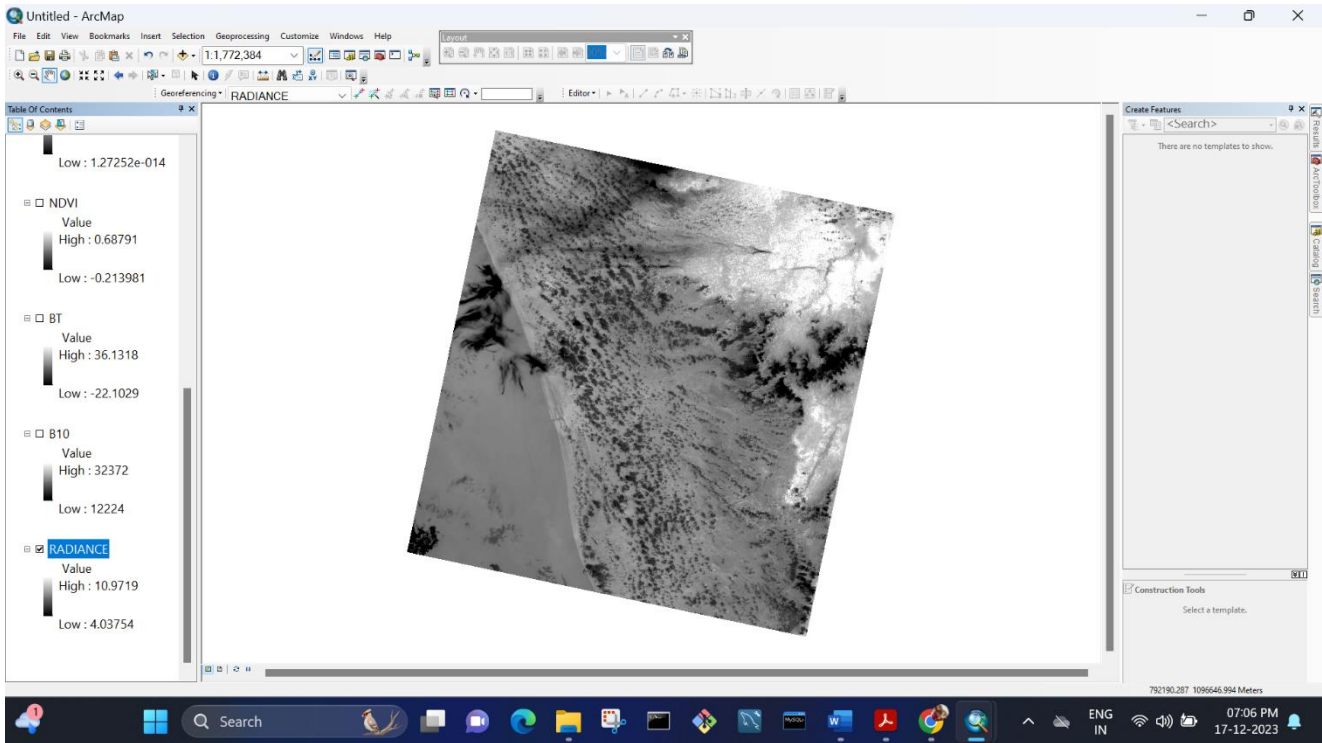 Untitled - ArcMap
File Edit View Bookmarks Insert Selection Geoprocessing Customize Windows Help
Layout
1:1,772,384
Georeferencing RADIANCE
Editor
Table Of Contents
Low : 1.27252e-014
NDVI
Value
High : 0.68791
Low : -0.213981
BT
Value
High : 36.1318
Low : -22.1029
B10
Value
High : 32372
Low : 12224
RADIANCE
Value
High : 10.9719
Low : 4.03754
Create Features
<Search>
There are no templates to show.
Construction Tools
Select a template.
Results
ArcToolbox
Catalog
Search
792190.287 1096646.994 Meters
1
Search
MySQL
W
ENG
IN
07:06 PM
17-12-2023